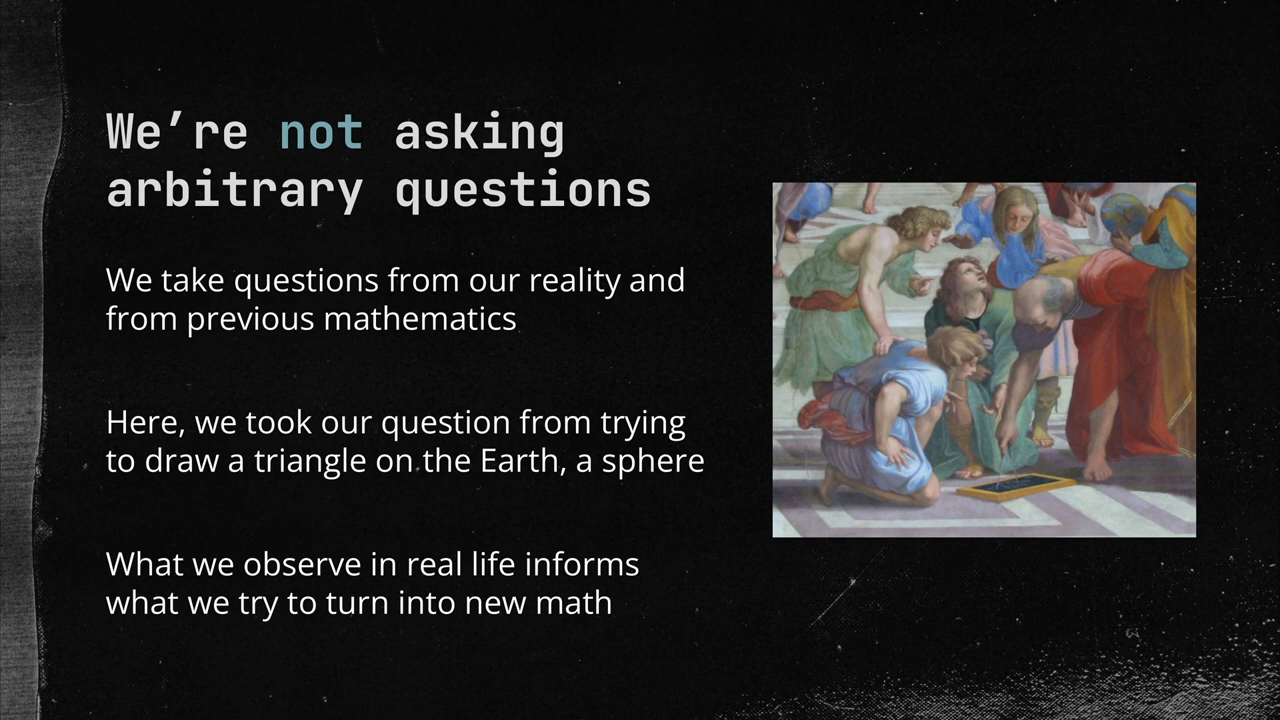 We’re not asking
arbitrary questions
We take questions from our reality and
from previous mathematics
Here, we took our question from trying
to draw a triangle on the Earth, a sphere
What we observe in real life informs
what we try to turn into new math